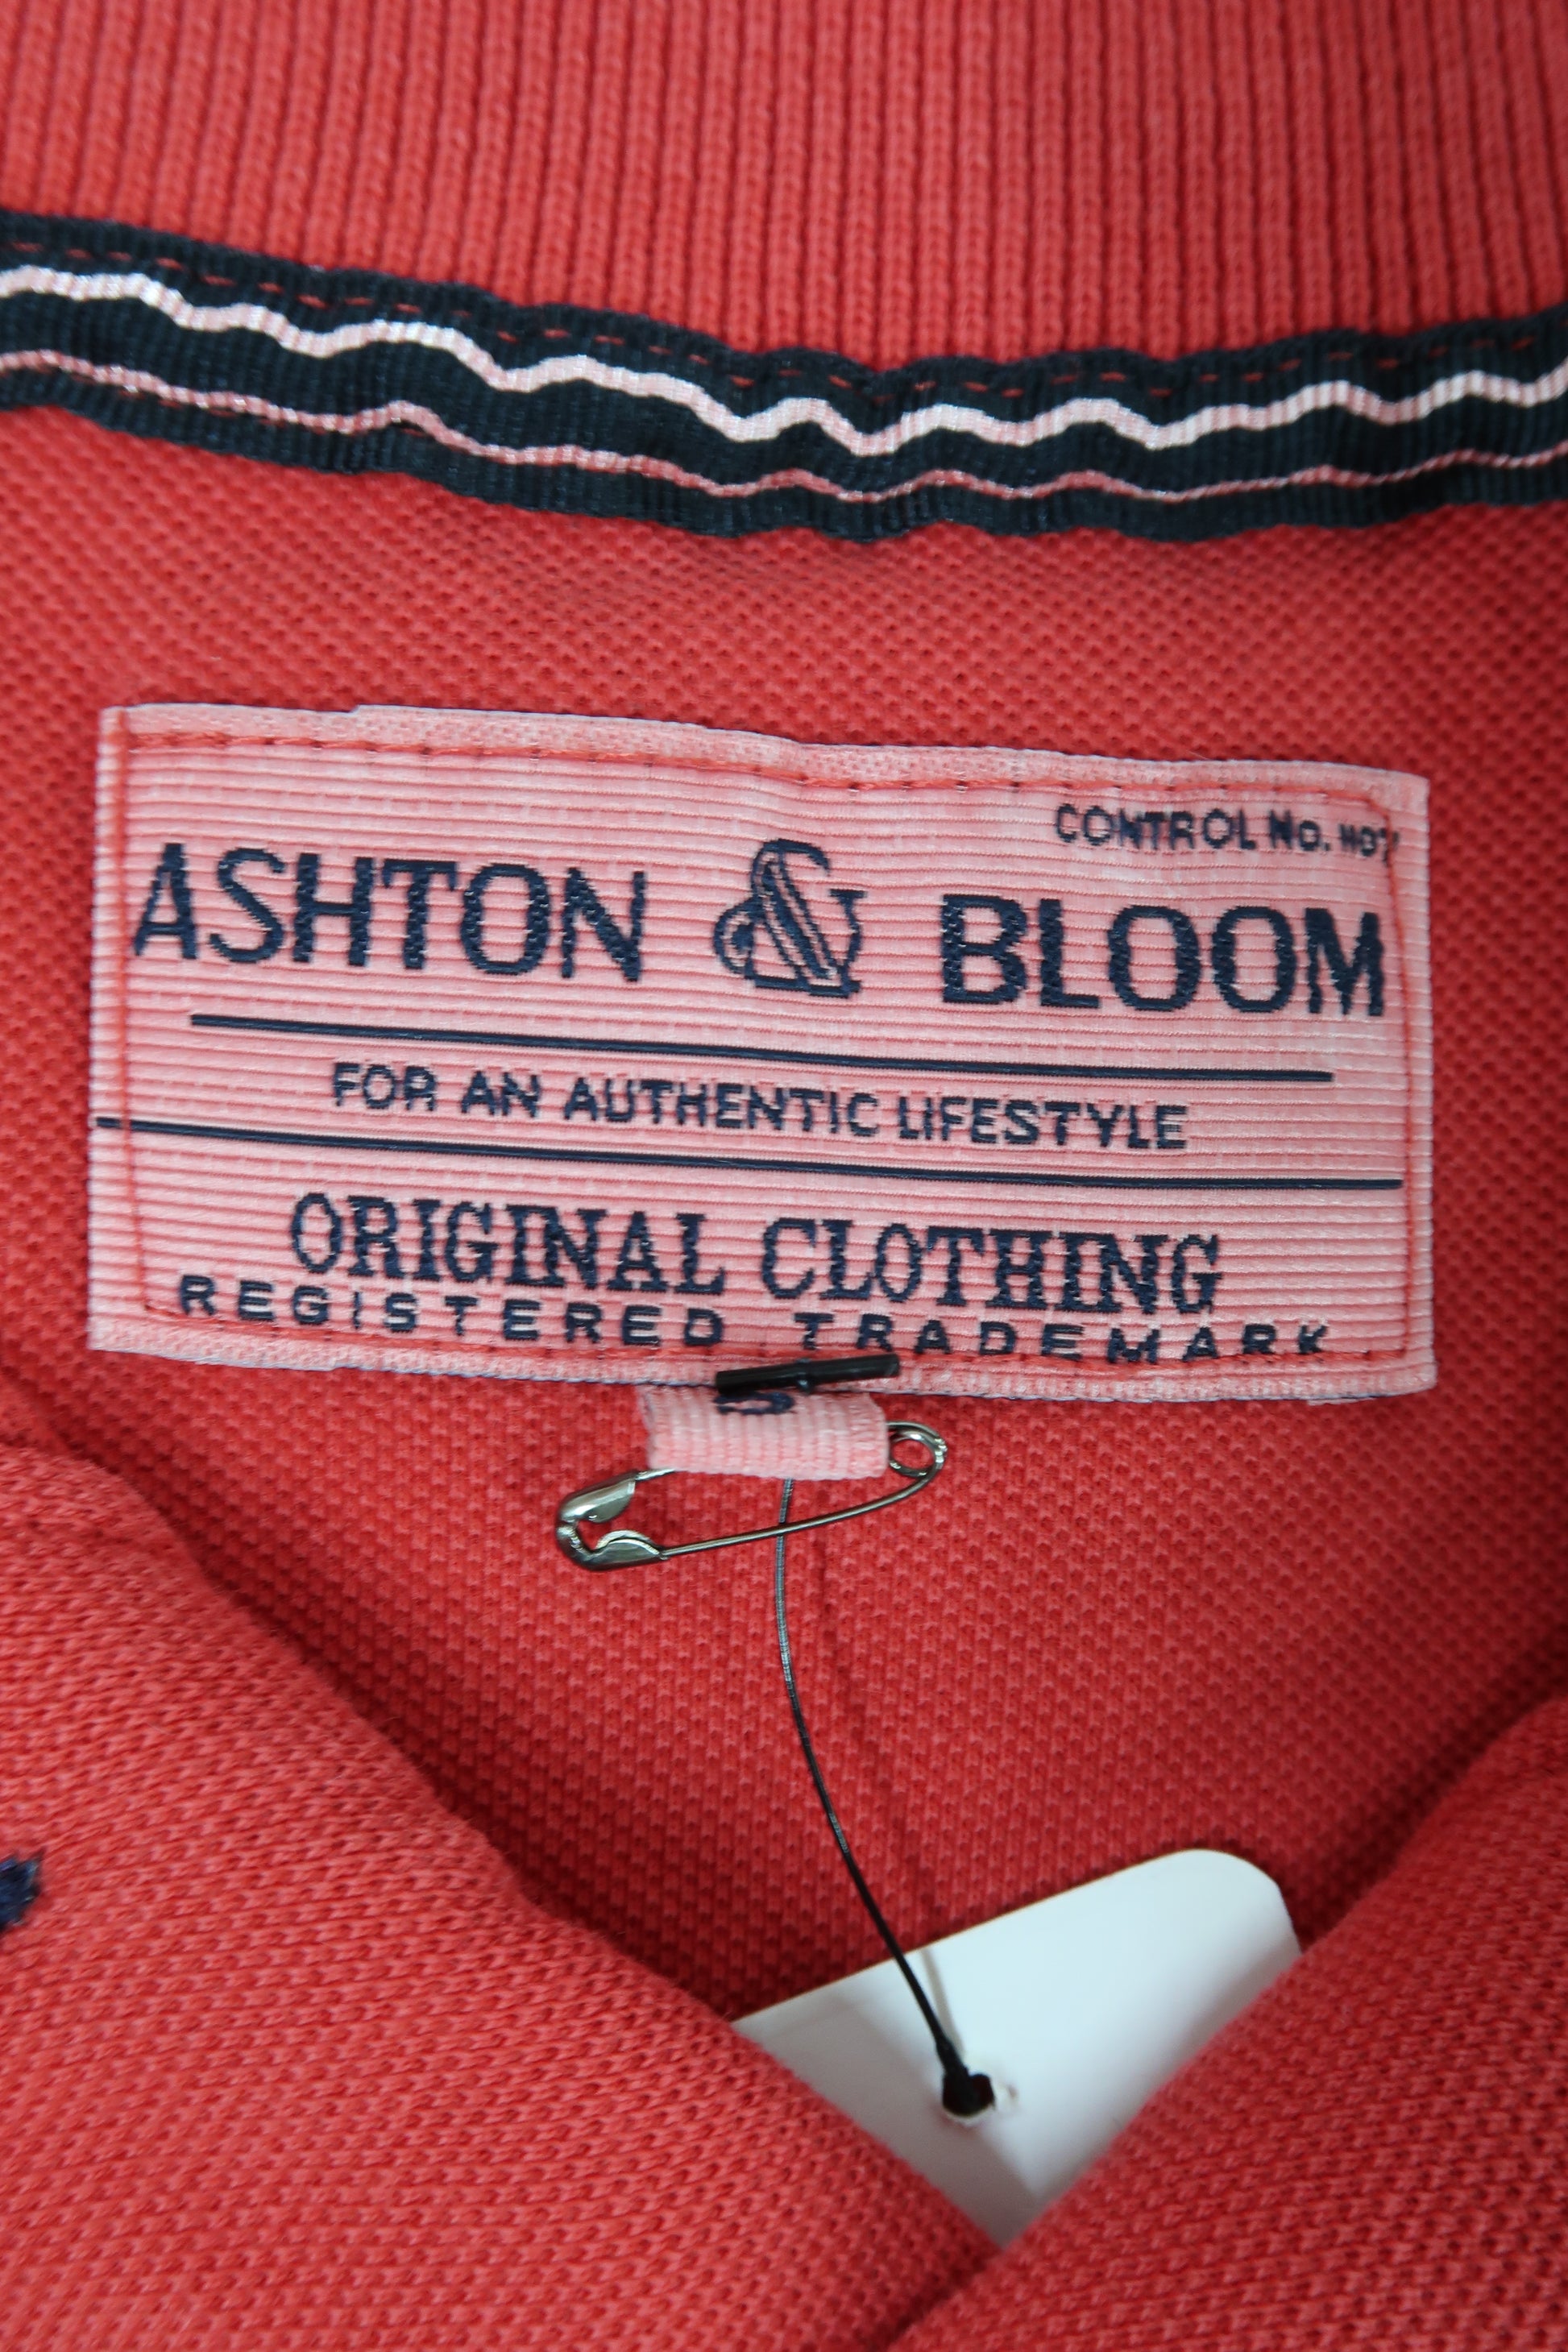 CONTROL No.
ASHTON & BLOOM
FOR AN AUTHENTIC LIFESTYLE
ORIGINAL CLOTHING
REGISTERED TRADEMARK